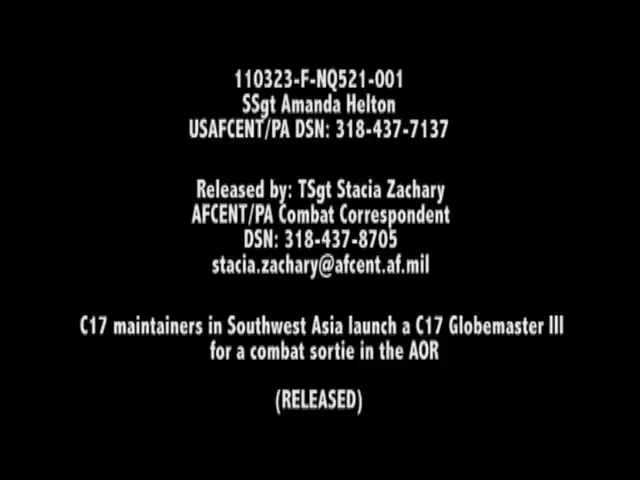 110323-F-NQ521-001
SSgt Amanda Helton
USAFCENT/PA DSN: 318-437-7137
Released by: TSgt Stacia Zachary
AFCENT/PA Combat Correspondent
DSN: 318-437-8705
stacia.zachary@afcent.af.mil
C17 maintainers in Southwest Asia launch a C17 Globemaster III
for a combat sortie in the AOR
(RELEASED)